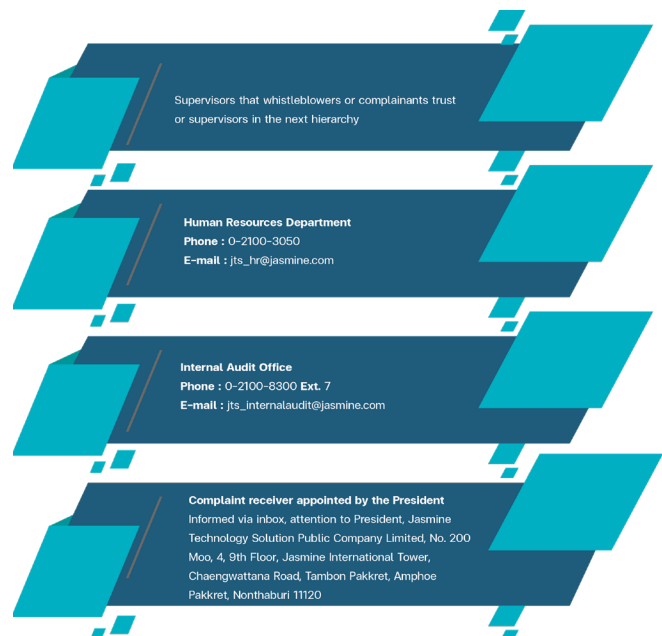 Supervisors that whistleblowers or complainants trust
or supervisors in the next hierarchy
Human Resources Department
Phone : 0-2100-3050
E-mail : jts_hr@jasmine.com
Internal Audit Office
Phone : 0-2100-8300 Ext. 7
E-mail : jts_internalaudit@jasmine.com
Complaint receiver appointed by the President
Informed via inbox, attention to President, Jasmine
Technology Solution Public Company Limited, No. 200
Moo, 4, 9th Floor, Jasmine International Tower,
Chaengwattana Road, Tambon Pakkret, Amphoe
Pakkret, Nonthaburi 11120